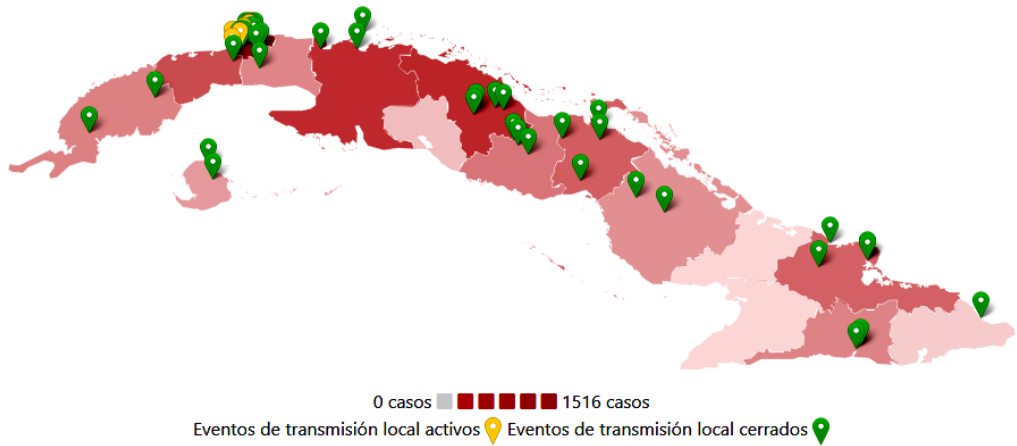 0 casos 1516 casos
Eventos de transmisión local activos Eventos de transmisión local cerrados